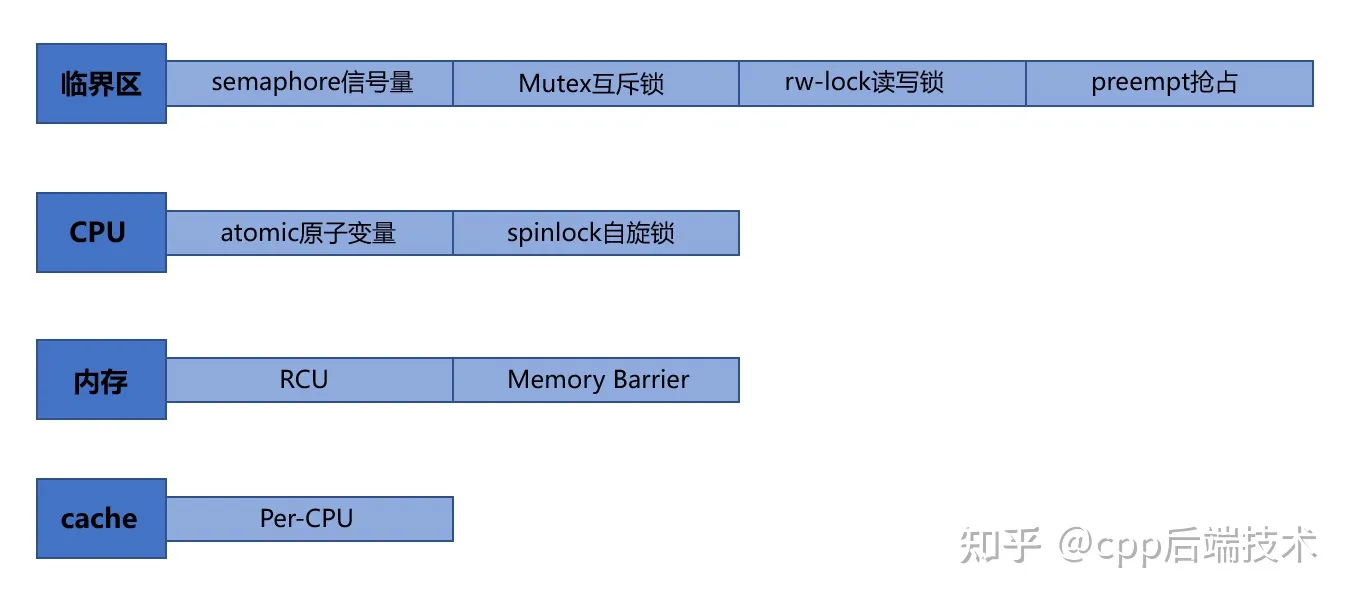 临界区
semaphore信号量
Mutex互斥锁
rw-lock读写锁
preempt抢占
CPU
atomic原子变量
spinlock自旋锁
内存
RCU
Memory Barrier
cache
Per-CPU
知乎 @cpp后端技术